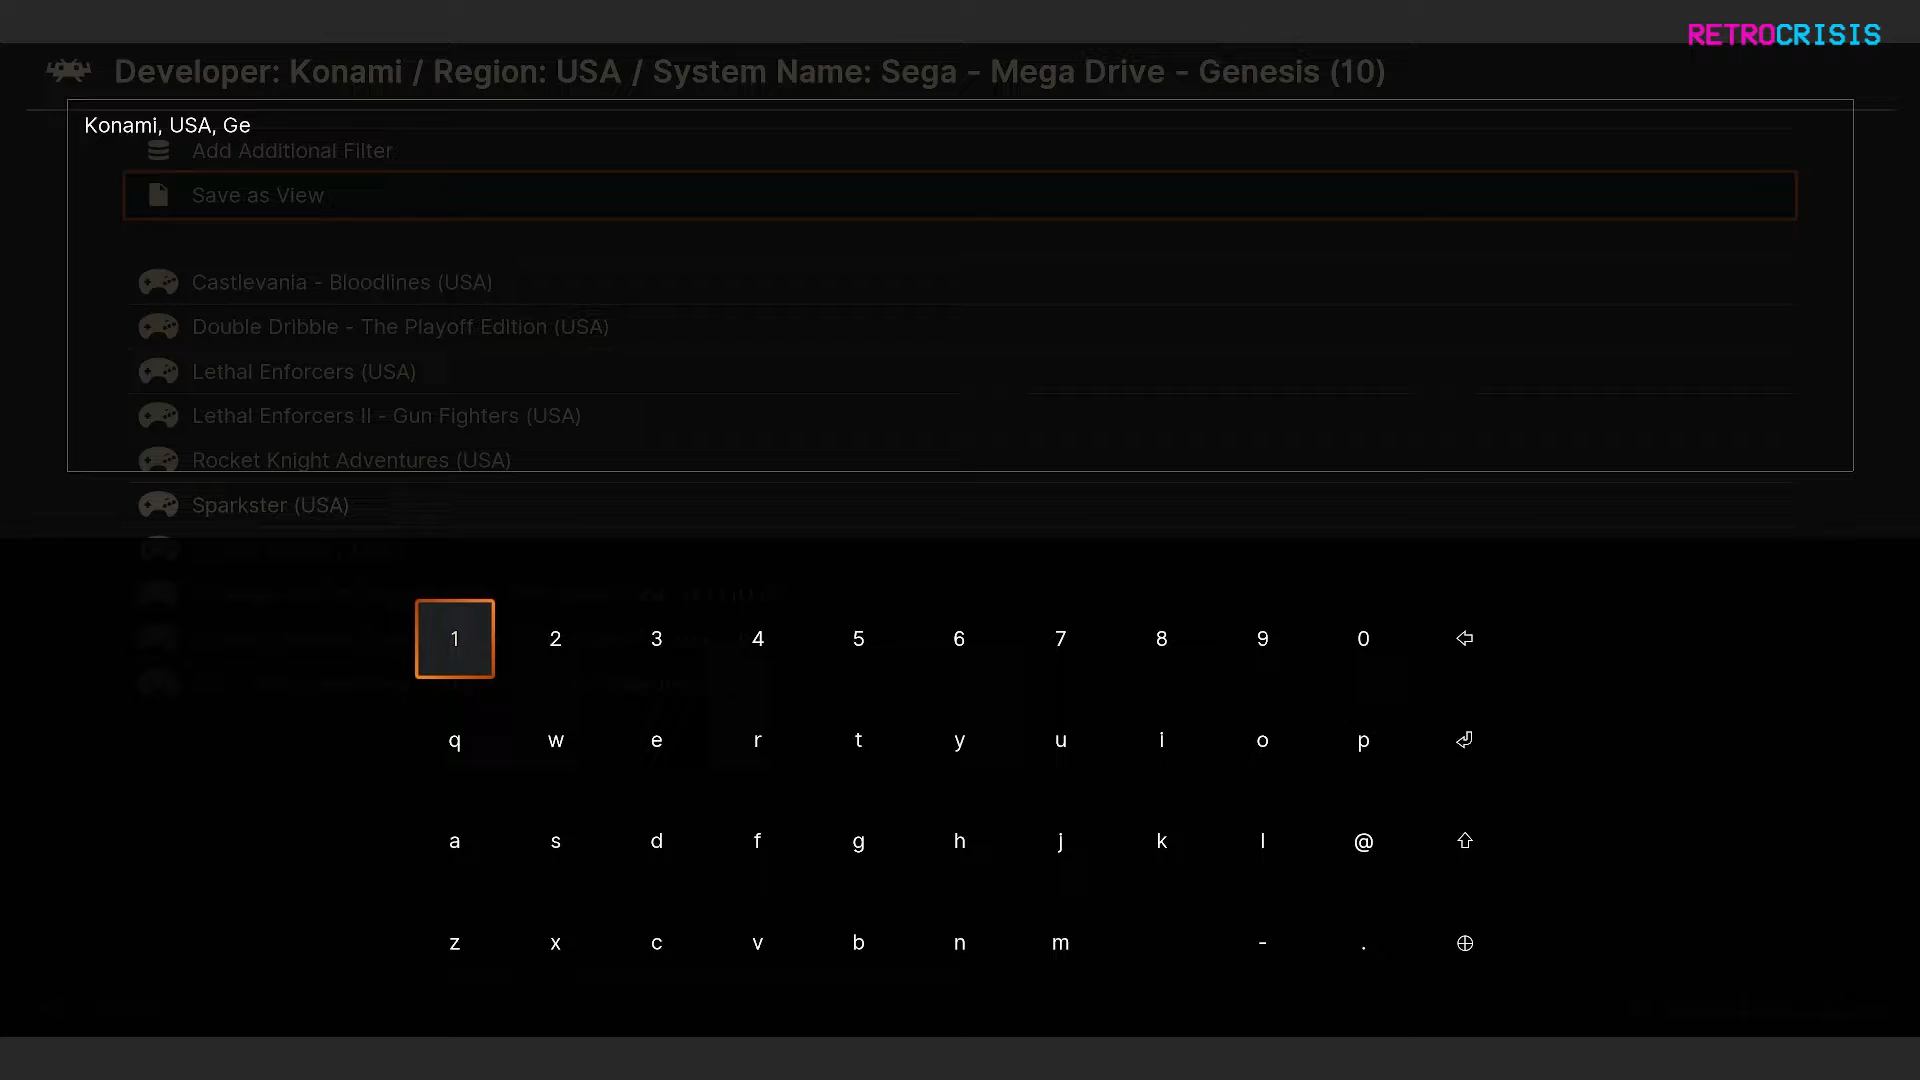 RETROCRISIS
Developer: Konami / Region: USA / System Name: Sega - Mega Drive - Genesis (10)
Konami, USA, Ge
Add Additional Filter
Save as View
Castlevania - Bloodlines (USA)
Double Dribble - The Playoff Edition (USA)
Lethal Enforcers (USA)
Lethal Enforcers II - Gun Fighters (USA)
Rocket Knight Adventures (USA)
Sparkster (USA)
1 2 3 4 5 6 7 8 9 0
q w e r t y u i o p
a s d f g h j k l @
z x c v b n m - .